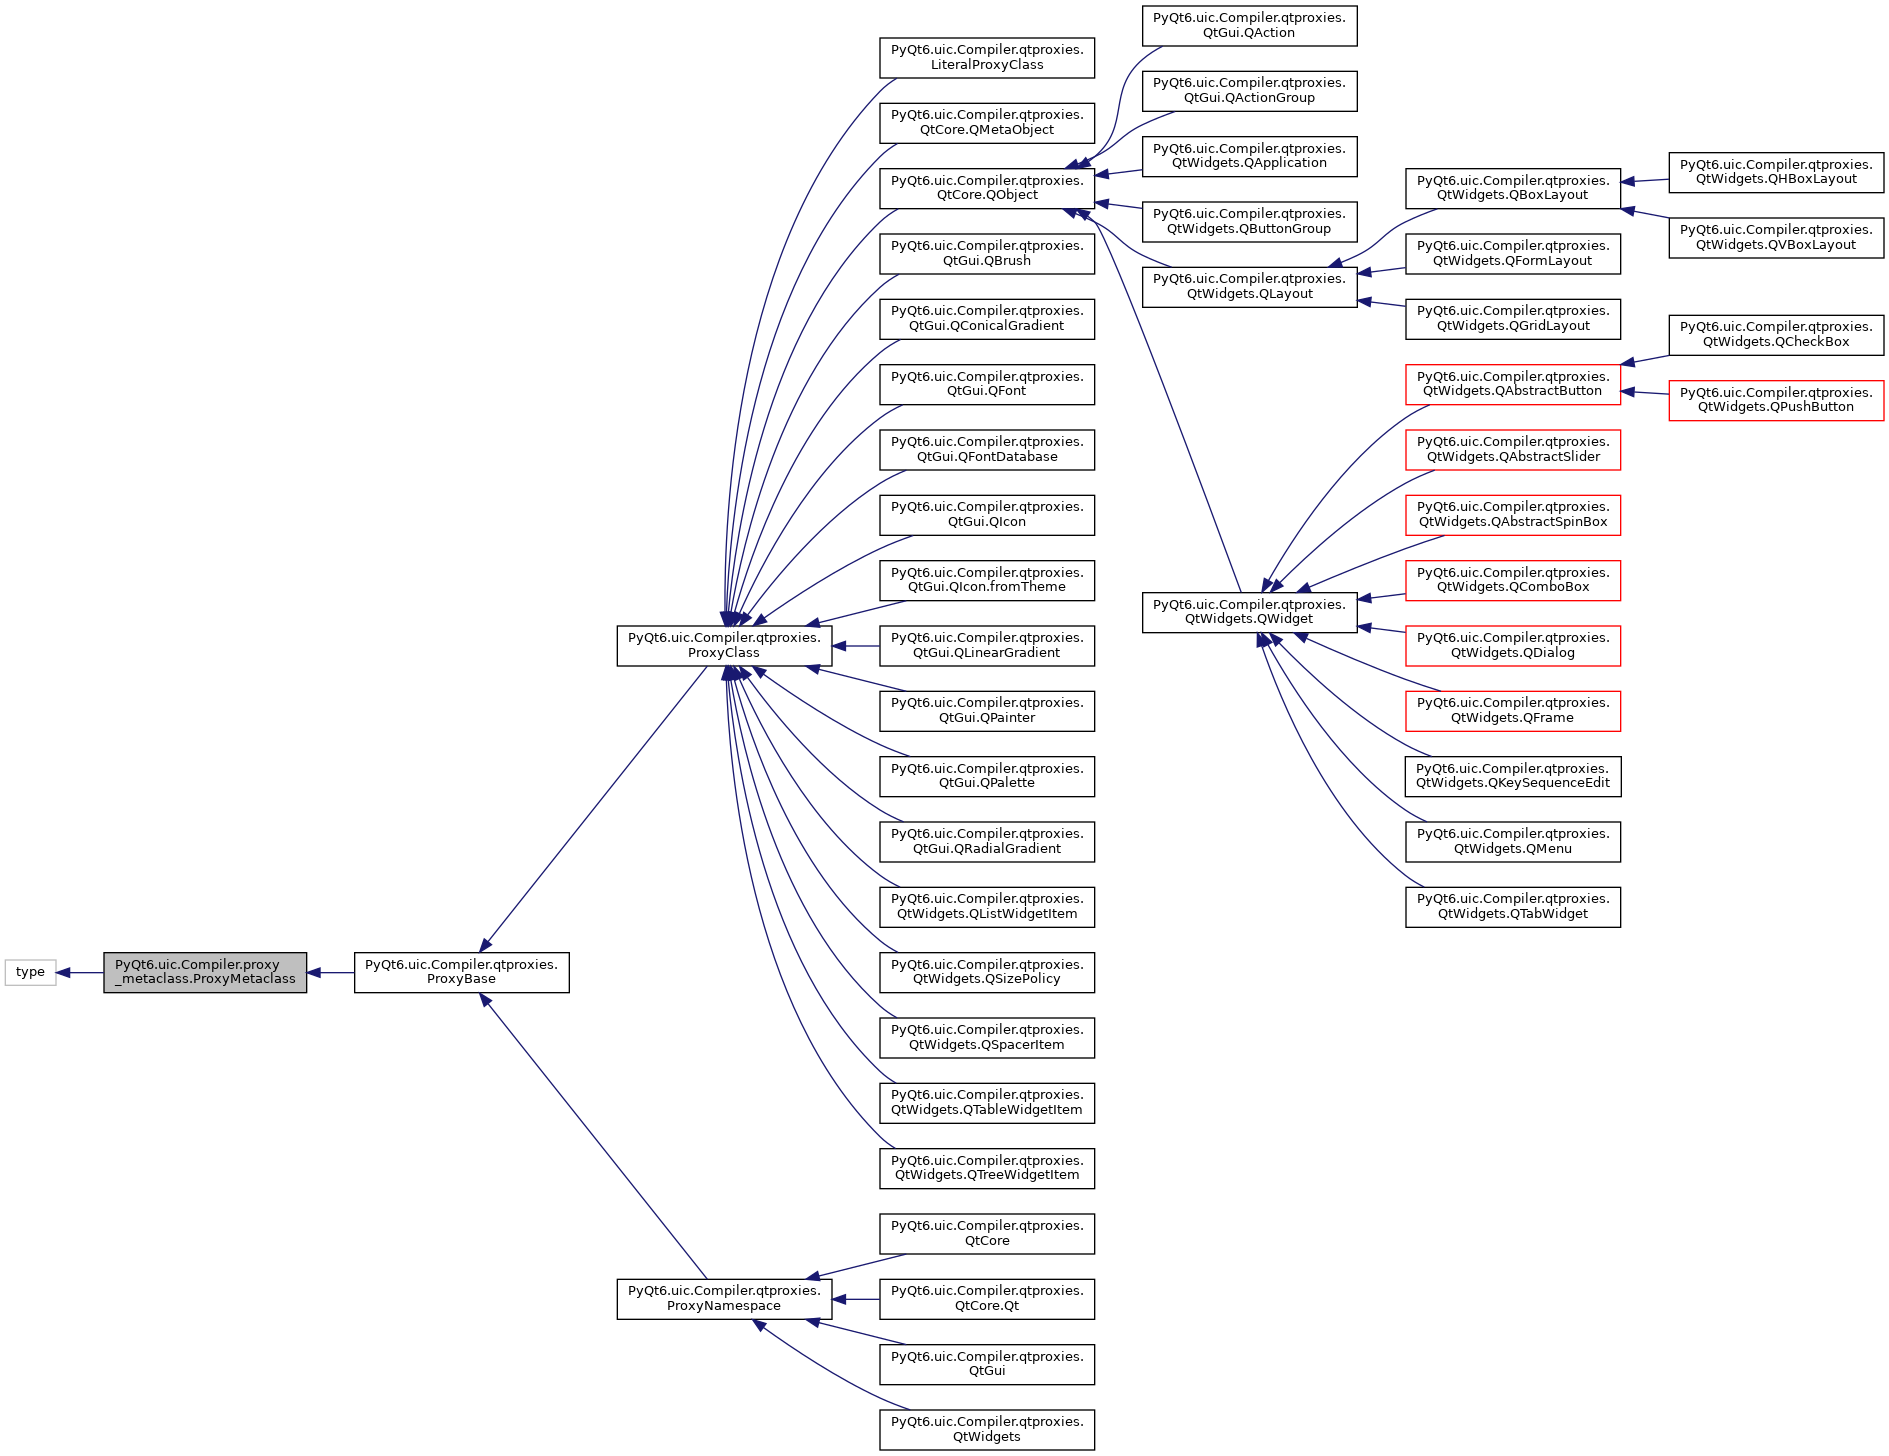 type
PyQt6.uic.Compiler.proxy
_metaclass.ProxyMetaclass
PyQt6.uic.Compiler.qtproxies.
ProxyBase
PyQt6.uic.Compiler.qtproxies.
ProxyClass
PyQt6.uic.Compiler.qtproxies.
ProxyNamespace
PyQt6.uic.Compiler.qtproxies.
LiteralProxyClass
PyQt6.uic.Compiler.qtproxies.
QtCore.QMetaObject
PyQt6.uic.Compiler.qtproxies.
QtCore.QObject
PyQt6.uic.Compiler.qtproxies.
QtGui.QBrush
PyQt6.uic.Compiler.qtproxies.
QtGui.QConicalGradient
PyQt6.uic.Compiler.qtproxies.
QtGui.QFont
PyQt6.uic.Compiler.qtproxies.
QtGui.QFontDatabase
PyQt6.uic.Compiler.qtproxies.
QtGui.QIcon
PyQt6.uic.Compiler.qtproxies.
QtGui.QIcon.fromTheme
PyQt6.uic.Compiler.qtproxies.
QtGui.QLinearGradient
PyQt6.uic.Compiler.qtproxies.
QtGui.QPainter
PyQt6.uic.Compiler.qtproxies.
QtGui.QPalette
PyQt6.uic.Compiler.qtproxies.
QtGui.QRadialGradient
PyQt6.uic.Compiler.qtproxies.
QtWidgets.QListWidgetItem
PyQt6.uic.Compiler.qtproxies.
QtWidgets.QSizePolicy
PyQt6.uic.Compiler.qtproxies.
QtWidgets.QSpacerItem
PyQt6.uic.Compiler.qtproxies.
QtWidgets.QTableWidgetItem
PyQt6.uic.Compiler.qtproxies.
QtWidgets.QTreeWidgetItem
PyQt6.uic.Compiler.qtproxies.
QtCore
PyQt6.uic.Compiler.qtproxies.
QtCore.Qt
PyQt6.uic.Compiler.qtproxies.
QtGui
PyQt6.uic.Compiler.qtproxies.
QtWidgets
PyQt6.uic.Compiler.qtproxies.
QtGui.QAction
PyQt6.uic.Compiler.qtproxies.
QtGui.QActionGroup
PyQt6.uic.Compiler.qtproxies.
QtWidgets.QApplication
PyQt6.uic.Compiler.qtproxies.
QtWidgets.QButtonGroup
PyQt6.uic.Compiler.qtproxies.
QtWidgets.QLayout
PyQt6.uic.Compiler.qtproxies.
QtWidgets.QWidget
PyQt6.uic.Compiler.qtproxies.
QtWidgets.QBoxLayout
PyQt6.uic.Compiler.qtproxies.
QtWidgets.QFormLayout
PyQt6.uic.Compiler.qtproxies.
QtWidgets.QGridLayout
PyQt6.uic.Compiler.qtproxies.
QtWidgets.QAbstractButton
PyQt6.uic.Compiler.qtproxies.
QtWidgets.QAbstractSlider
PyQt6.uic.Compiler.qtproxies.
QtWidgets.QAbstractSpinBox
PyQt6.uic.Compiler.qtproxies.
QtWidgets.QComboBox
PyQt6.uic.Compiler.qtproxies.
QtWidgets.QDialog
PyQt6.uic.Compiler.qtproxies.
QtWidgets.QFrame
PyQt6.uic.Compiler.qtproxies.
QtWidgets.QKeySequenceEdit
PyQt6.uic.Compiler.qtproxies.
QtWidgets.QMenu
PyQt6.uic.Compiler.qtproxies.
QtWidgets.QTabWidget
PyQt6.uic.Compiler.qtproxies.
QtWidgets.QHBoxLayout
PyQt6.uic.Compiler.qtproxies.
QtWidgets.QVBoxLayout
PyQt6.uic.Compiler.qtproxies.
QtWidgets.QCheckBox
PyQt6.uic.Compiler.qtproxies.
QtWidgets.QPushButton